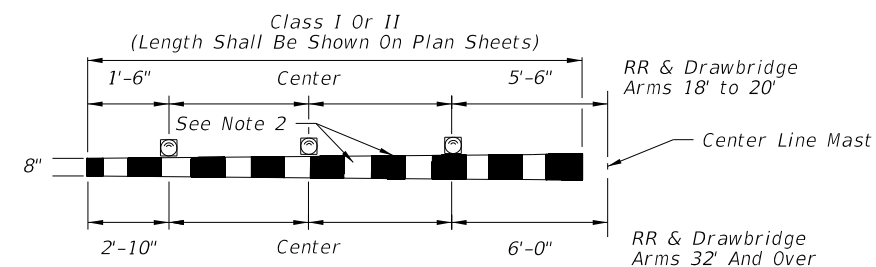 Class I Or II
(Length Shall Be Shown On Plan Sheets)
1'-6" Center 5'-6"
RR & Drawbridge
Arms 18' to 20'
See Note 2
Center Line Mast
8"
2'-10" Center 6'-0"
RR & Drawbridge
Arms 32' And Over